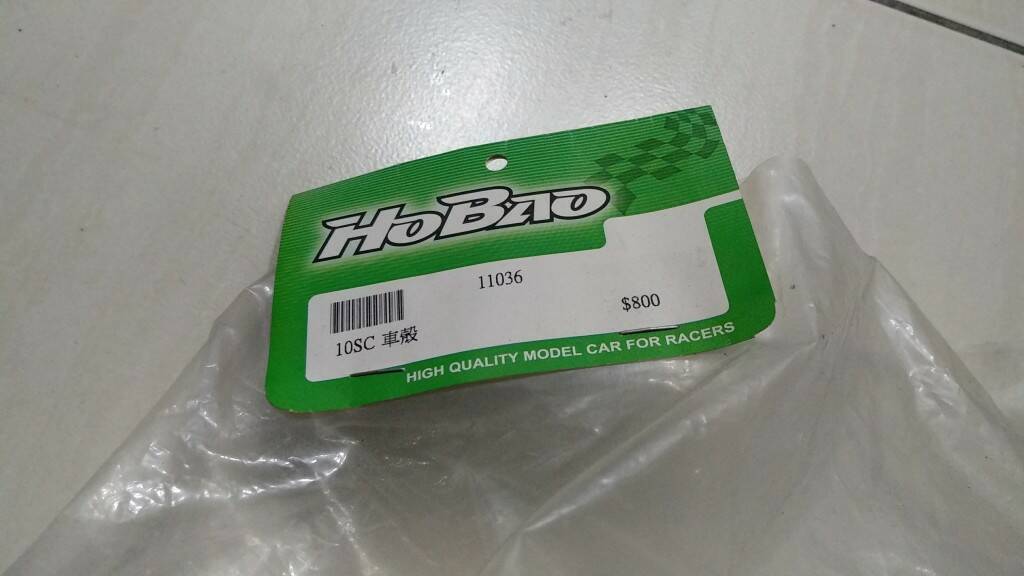 HoBao
11036
$800
10SC 車殼
HIGH QUALITY MODEL CAR FOR RACERS